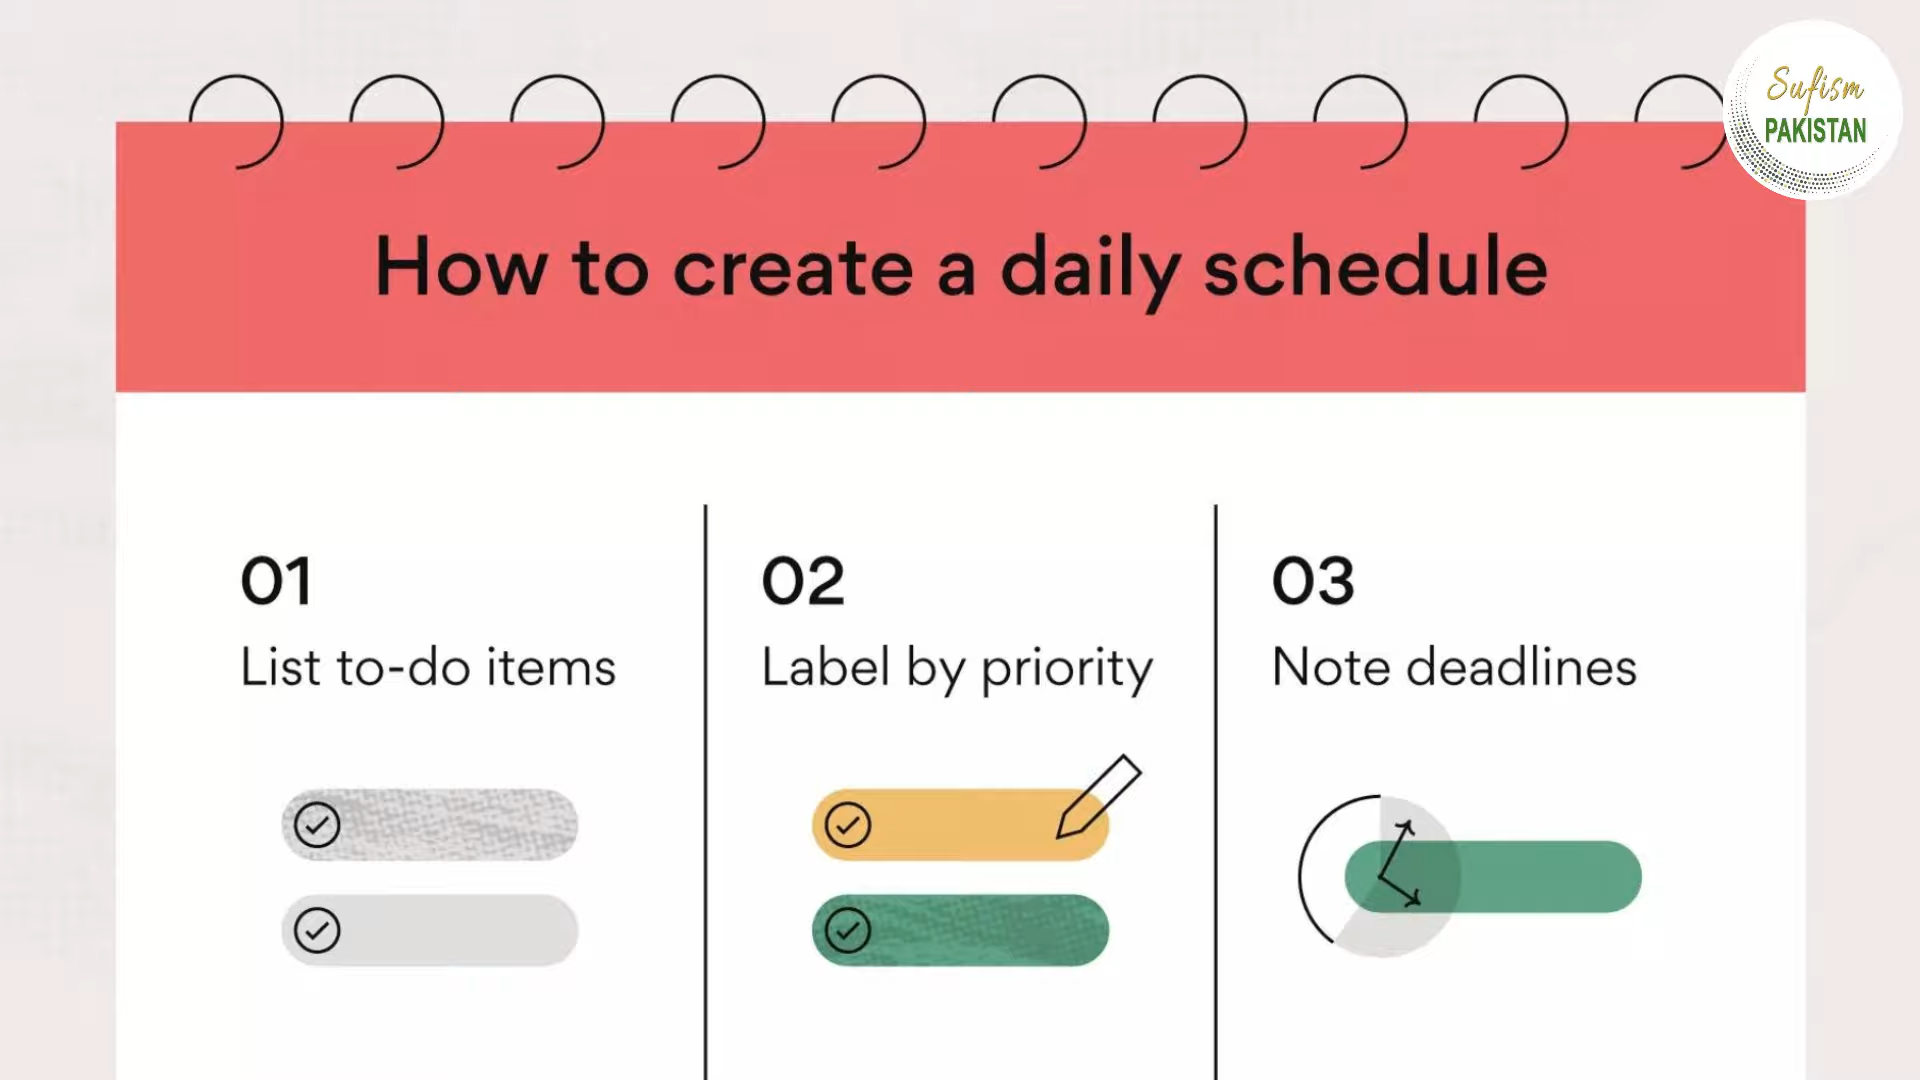 Sufism
PAKISTAN
How to create a daily schedule
01
List to-do items
02
Label by priority
03
Note deadlines